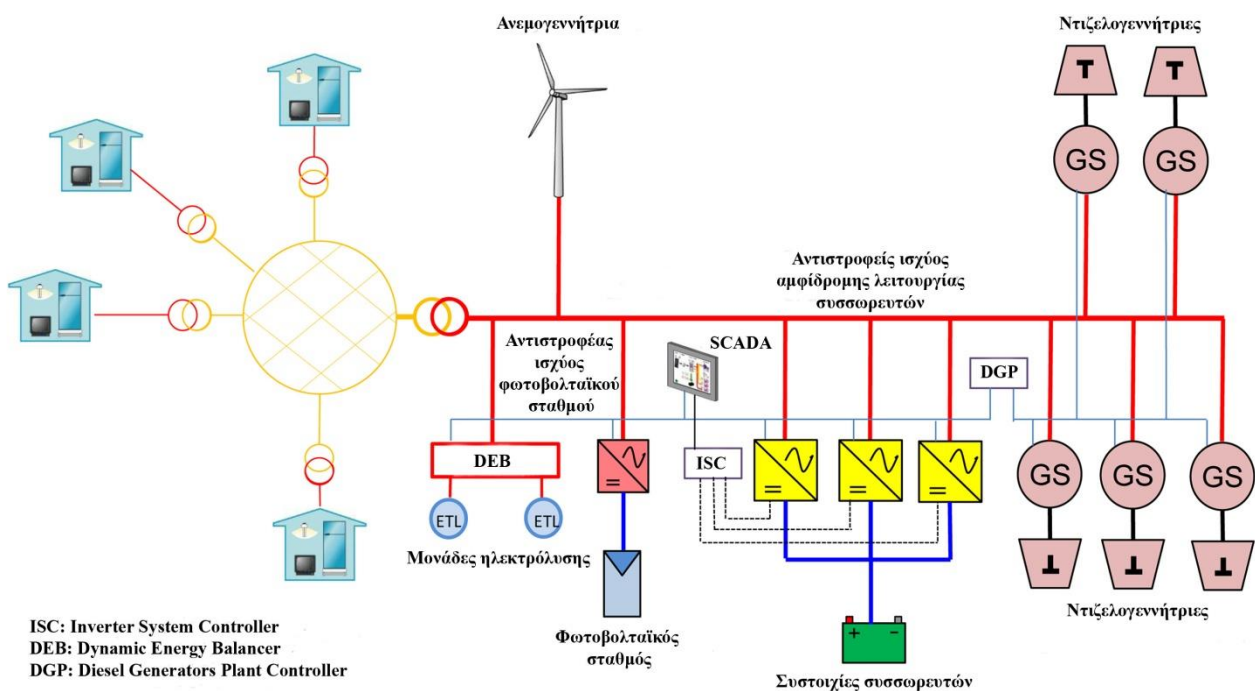 Ανεμογεννήτρια
Ντιζελογεννήτριες
T
T
GS
GS
Αντιστροφείς ισχύος
αμφίδρομης λειτουργίας
συσσωρευτών
Αντιστροφέας
ισχύος
φωτοβολταϊκού
σταθμού
SCADA
DGP
DEB
ISC
GS
GS
GS
ETL
ETL
Μονάδες ηλεκτρόλυσης
T
T
T
Ντιζελογεννήτριες
+ −
Φωτοβολταϊκός
σταθμός
Συστοιχίες συσσωρευτών
ISC: Inverter System Controller
DEB: Dynamic Energy Balancer
DGP: Diesel Generators Plant Controller